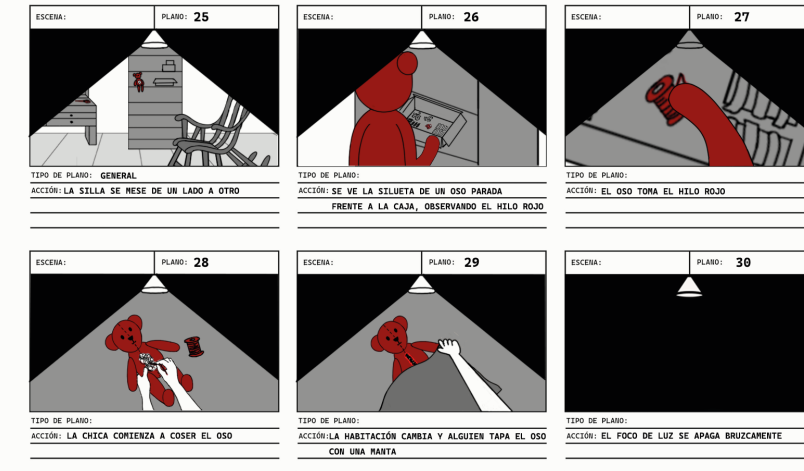 ESCENA: PLANO: 25
ESCENA: PLANO: 26
ESCENA: PLANO: 27
TIPO DE PLANO: GENERAL
ACCIÓN: LA SILLA SE MESE DE UN LADO A OTRO
TIPO DE PLANO:
ACCIÓN: SE VE LA SILUETA DE UN OSO PARADA
FRENTE A LA CAJA, OBSERVANDO EL HILO ROJO
TIPO DE PLANO:
ACCIÓN: EL OSO TOMA EL HILO ROJO
ESCENA: PLANO: 28
ESCENA: PLANO: 29
ESCENA: PLANO: 30
TIPO DE PLANO:
ACCIÓN: LA CHICA COMIENZA A COSER EL OSO
TIPO DE PLANO:
ACCIÓN: LA HABITACIÓN CAMBIA Y ALGUIEN TAPA EL OSO
CON UNA MANTA
TIPO DE PLANO:
ACCIÓN: EL FOCO DE LUZ SE APAGA BRUZCAMENTE